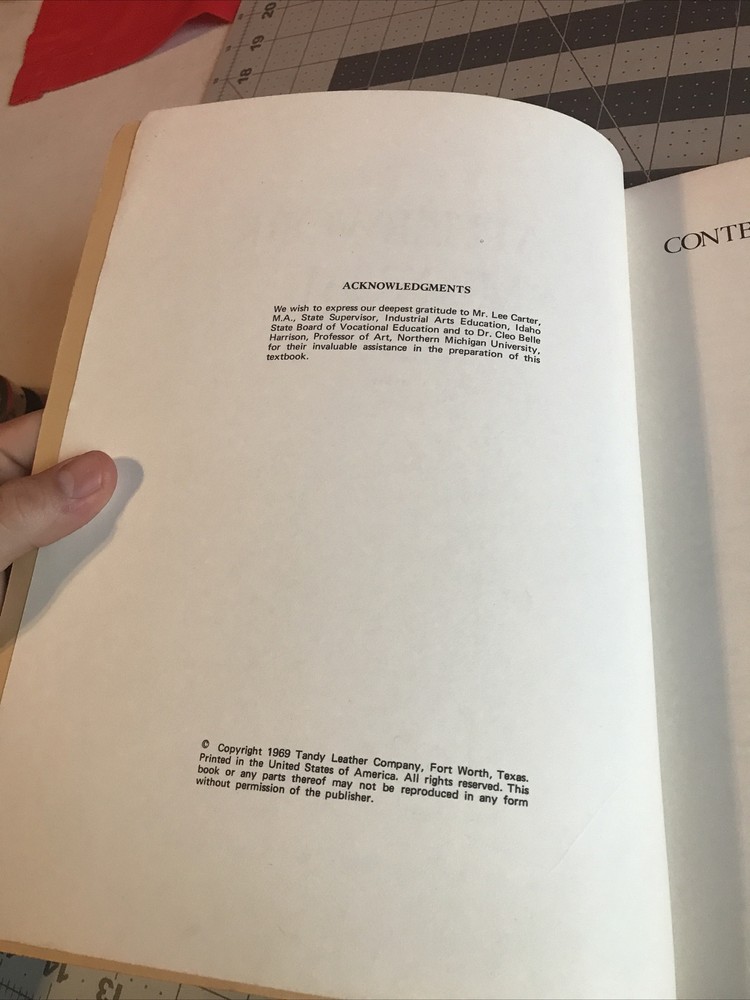 20
19
18
CONTE
ACKNOWLEDGMENTS
We wish to express our deepest gratitude to Mr. Lee Carter,
M.A., State Supervisor, Industrial Arts Education, Idaho
State Board of Vocational Education and to Dr. Cleo Belle
Harrison, Professor of Art, Northern Michigan University,
for their invaluable assistance in the preparation of this
textbook.
© Copyright 1969 Tandy Leather Company, Fort Worth, Texas.
Printed in the United States of America. All rights reserved. This
book or any parts thereof may not be reproduced in any form
without permission of the publisher.
14
13